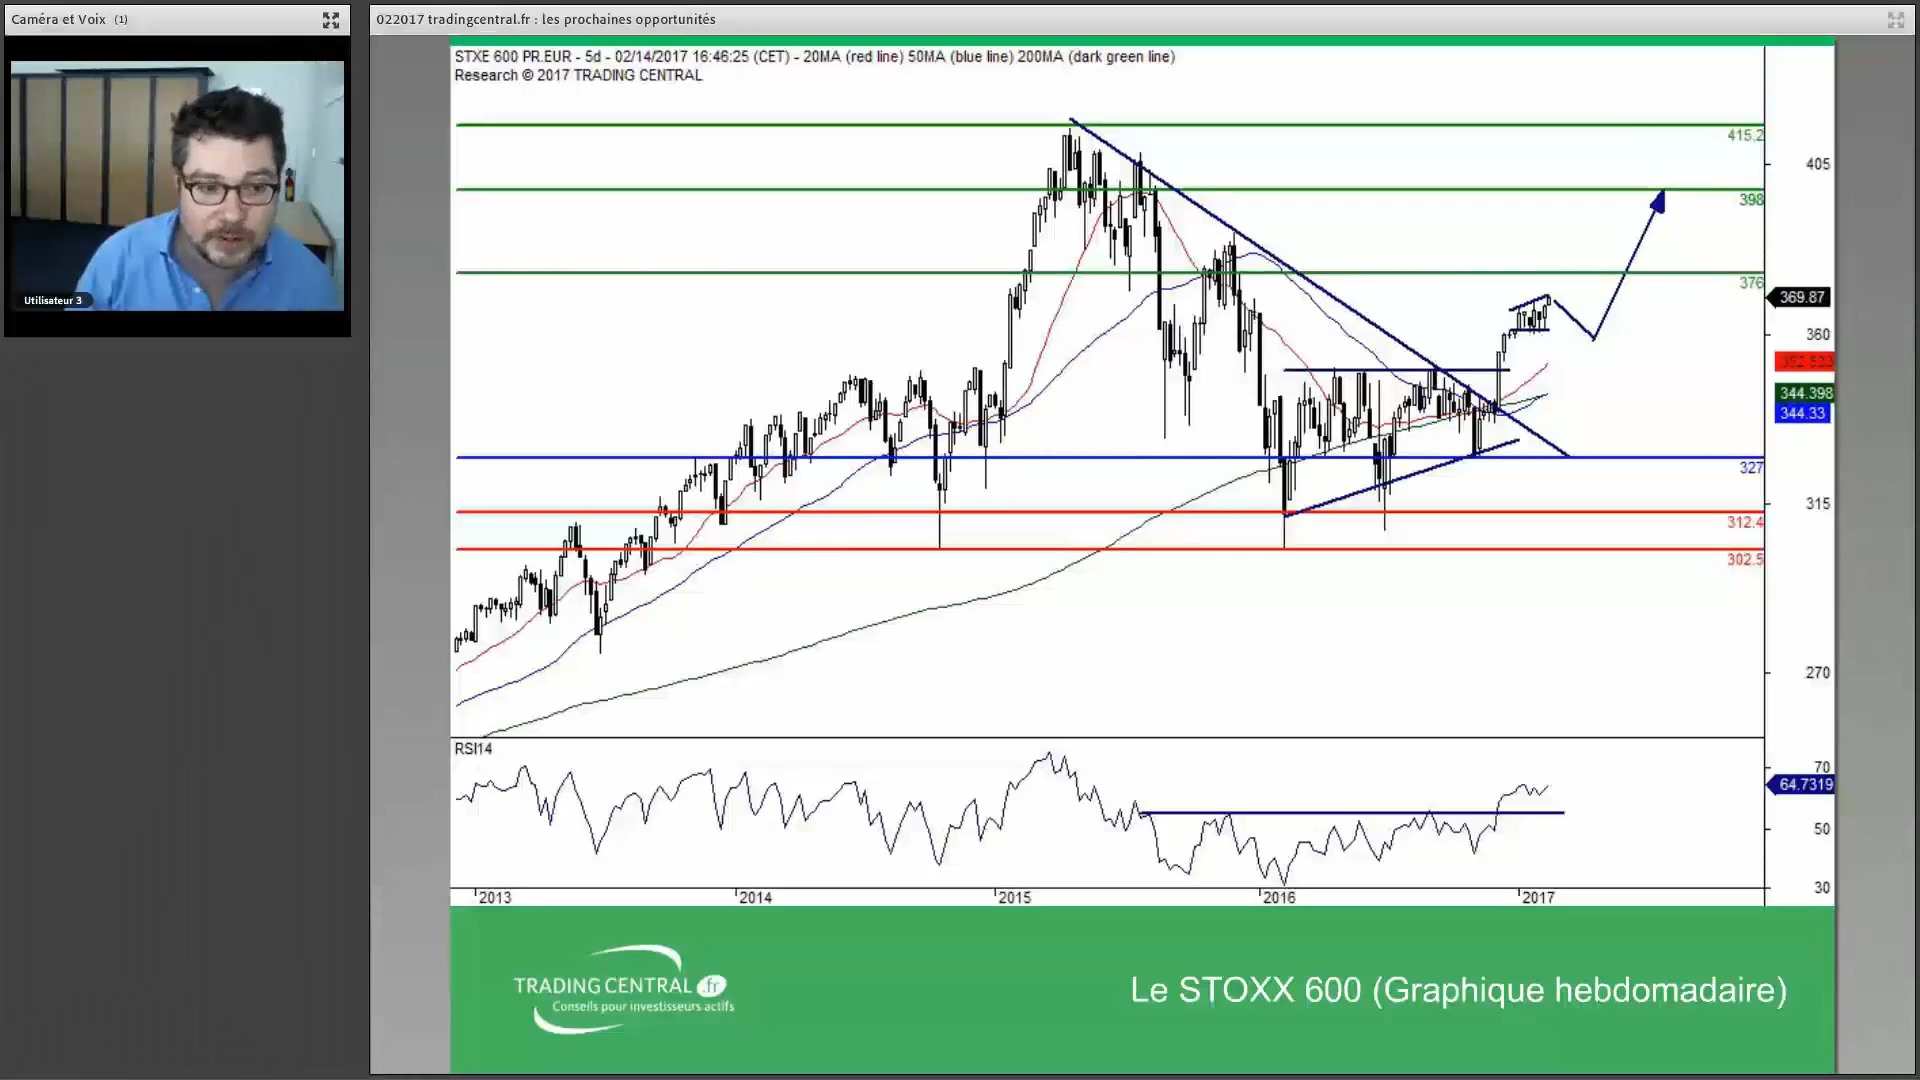 Caméra et Voix (1)
022017 tradingcentral.fr : les prochaines opportunités
Utilisateur 3
STXE 600 PR.EUR - 5d - 02/14/2017 16:46:25 (CET) - 20MA (red line) 50MA (blue line) 200MA (dark green line)
Research © 2017 TRADING CENTRAL
415.2
405
398
376
369.87
360
344.398
344.33
327
315
312.4
302.5
270
RSI14
70
64.7319
50
30
2013 2014 2015 2016 2017
TRADING CENTRAL .fr
Conseils pour investisseurs actifs
Le STOXX 600 (Graphique hebdomadaire)